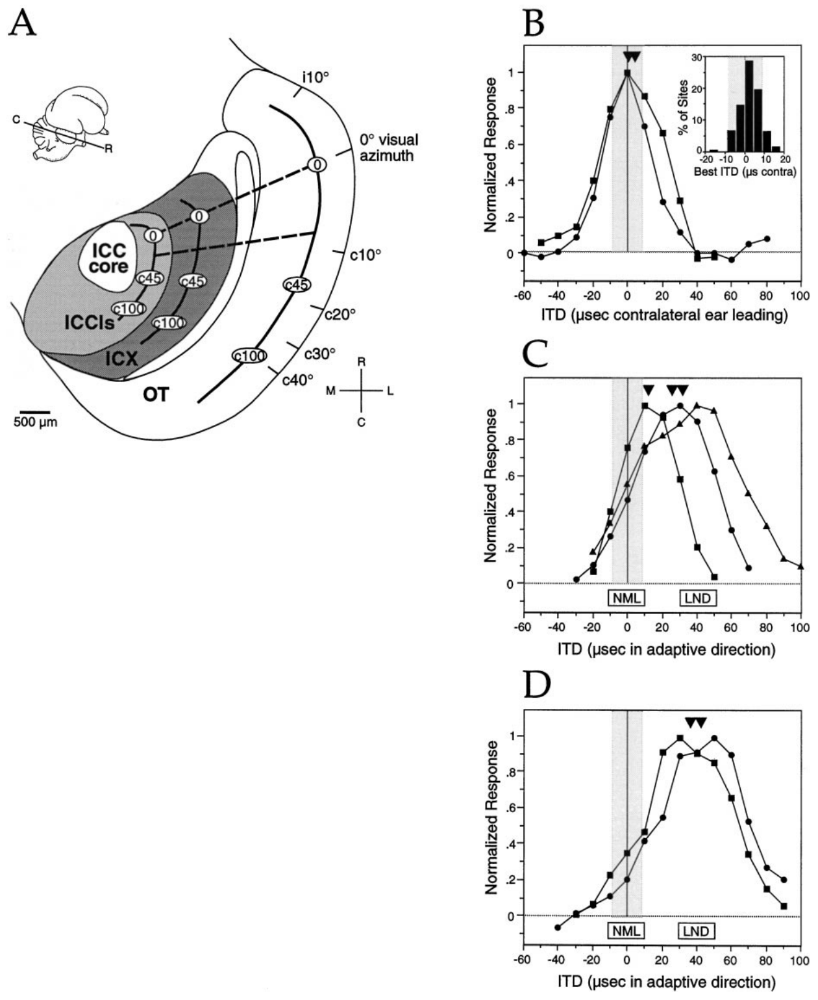 A
C
R
i10°
0° visual
azimuth
0
0
0
ICC
core
c45
c45
c45
c100
c100
c100
ICCls
ICX
OT
c10°
c20°
c30°
c40°
R
M
L
C
500 µm
B
Normalized Response
1
.8
.6
.4
.2
0
-60 -40 -20 0 20 40 60 80 100
ITD (µsec contralateral ear leading)
% of Sites
30
20
10
0
-20 -10 0 10 20
Best ITD (µs contra)
C
Normalized Response
1
.8
.6
.4
.2
0
NML
LND
-60 -40 -20 0 20 40 60 80 100
ITD (µsec in adaptive direction)
D
Normalized Response
1
.8
.6
.4
.2
0
NML
LND
-60 -40 -20 0 20 40 60 80 100
ITD (µsec in adaptive direction)